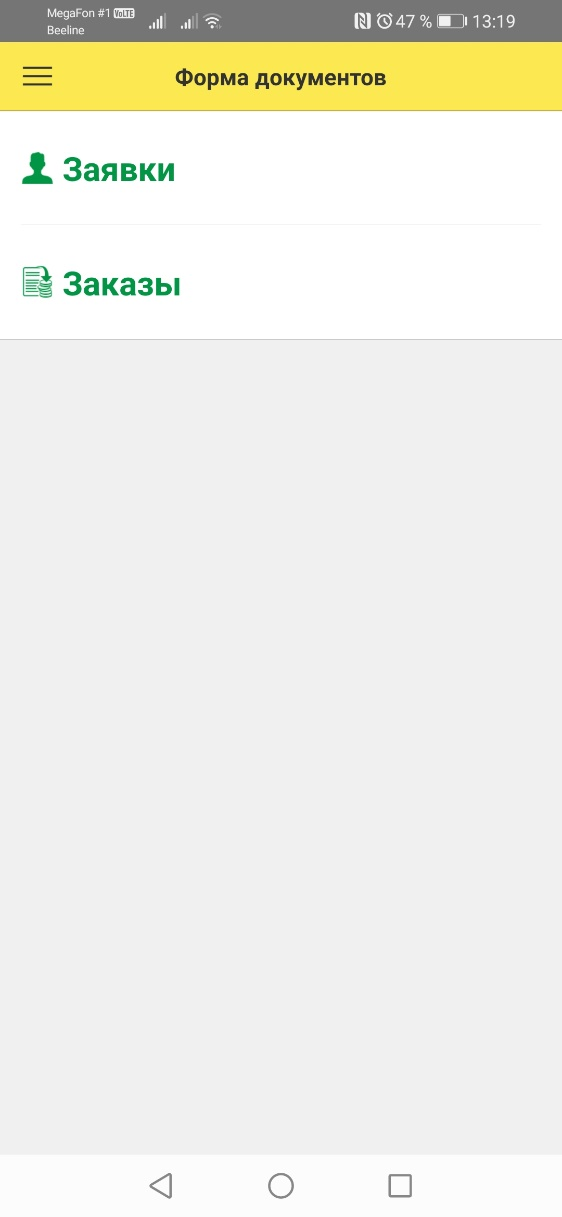 MegaFon #1 VoLTE
Beeline
47 % 13:19
Форма документов
Заявки
Заказы